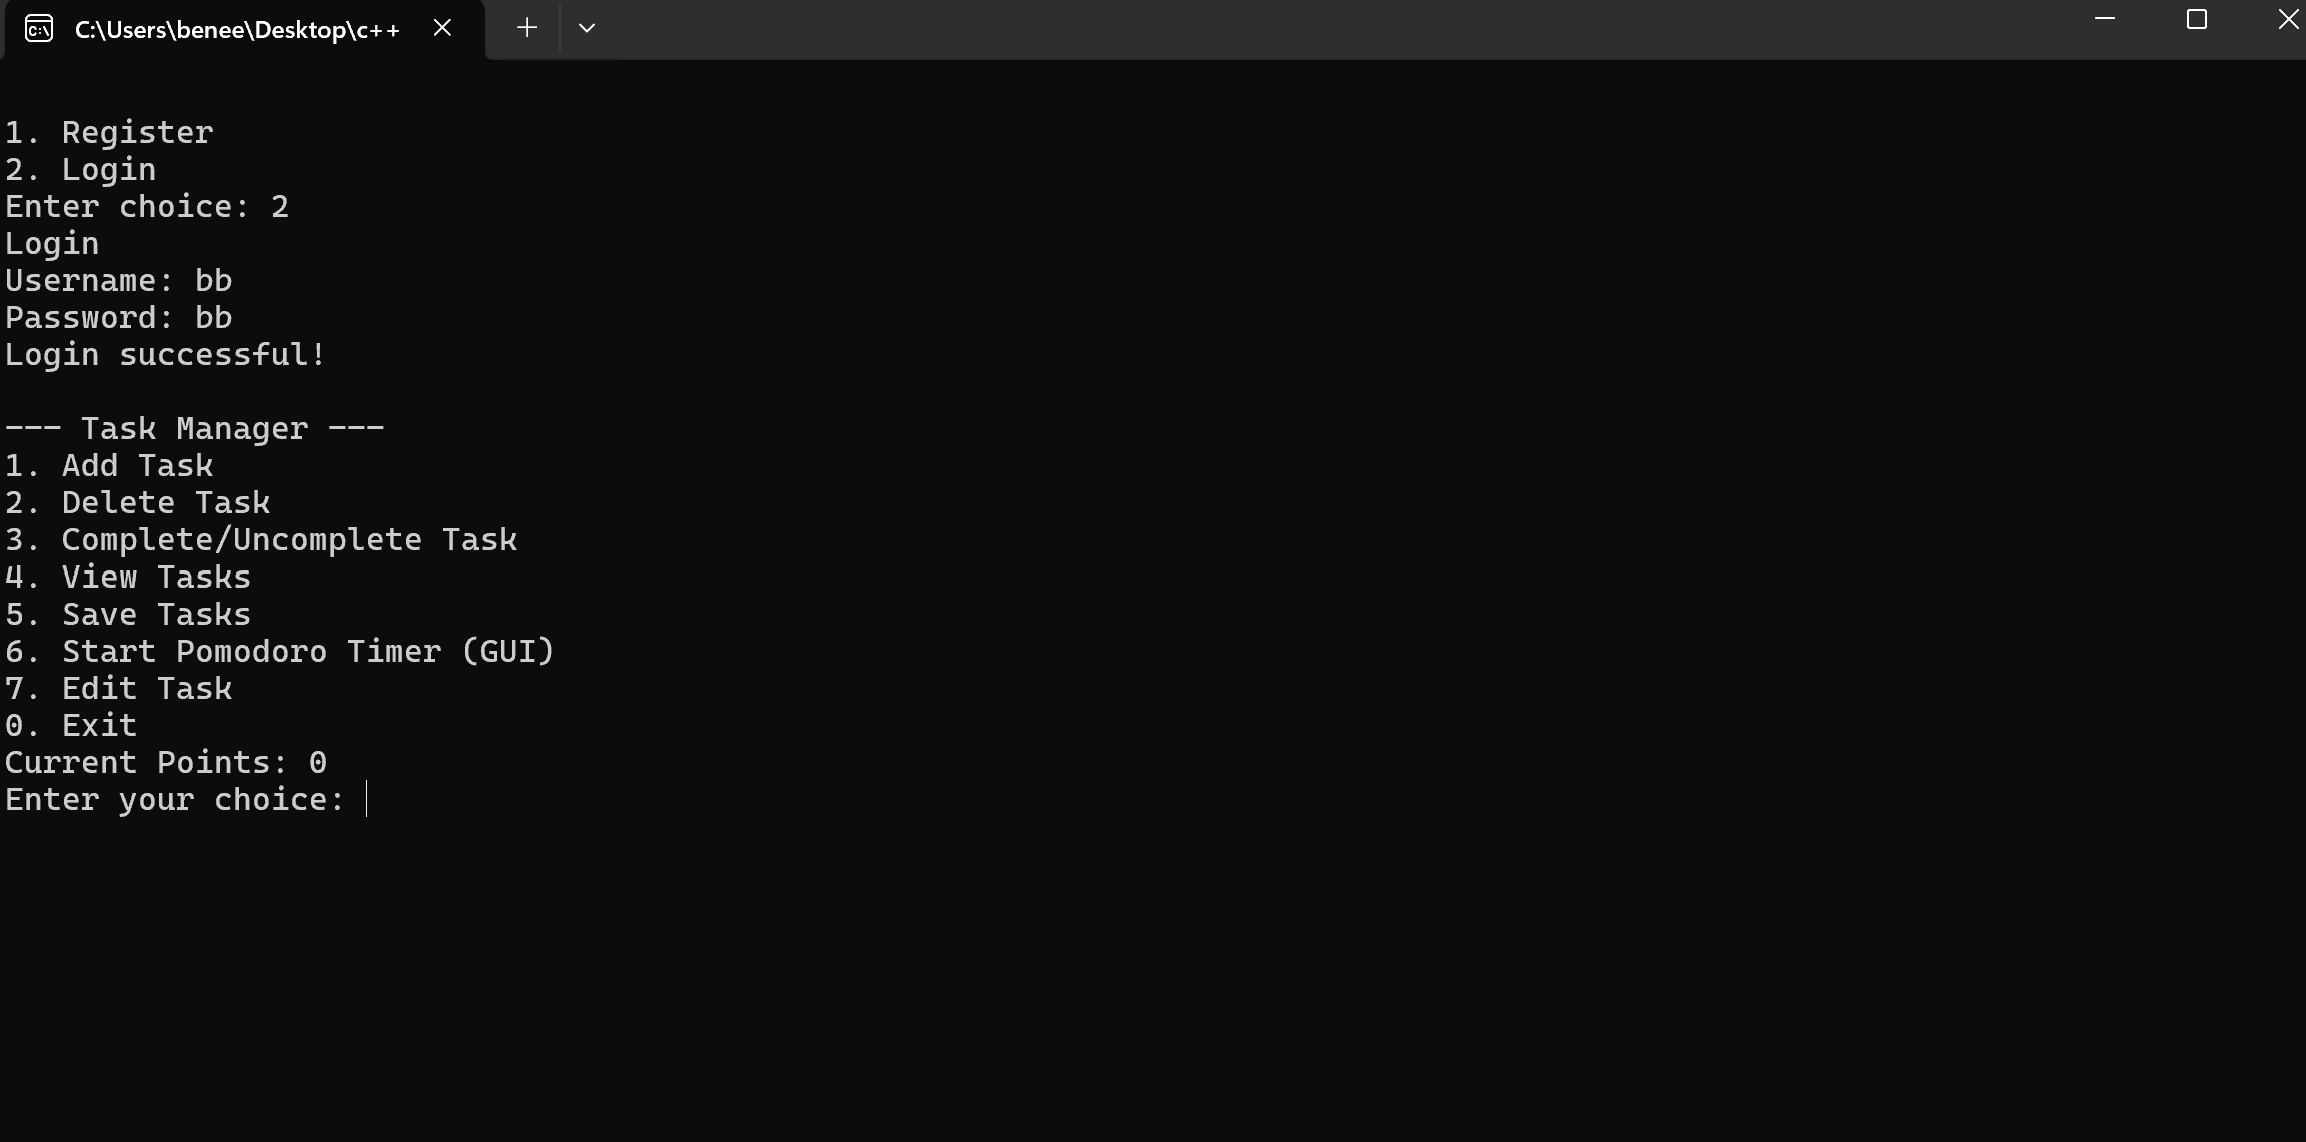 C:\Users\benee\Desktop\c++
1. Register
2. Login
Enter choice: 2
Login
Username: bb
Password: bb
Login successful!
--- Task Manager ---
1. Add Task
2. Delete Task
3. Complete/Uncomplete Task
4. View Tasks
5. Save Tasks
6. Start Pomodoro Timer (GUI)
7. Edit Task
0. Exit
Current Points: 0
Enter your choice: